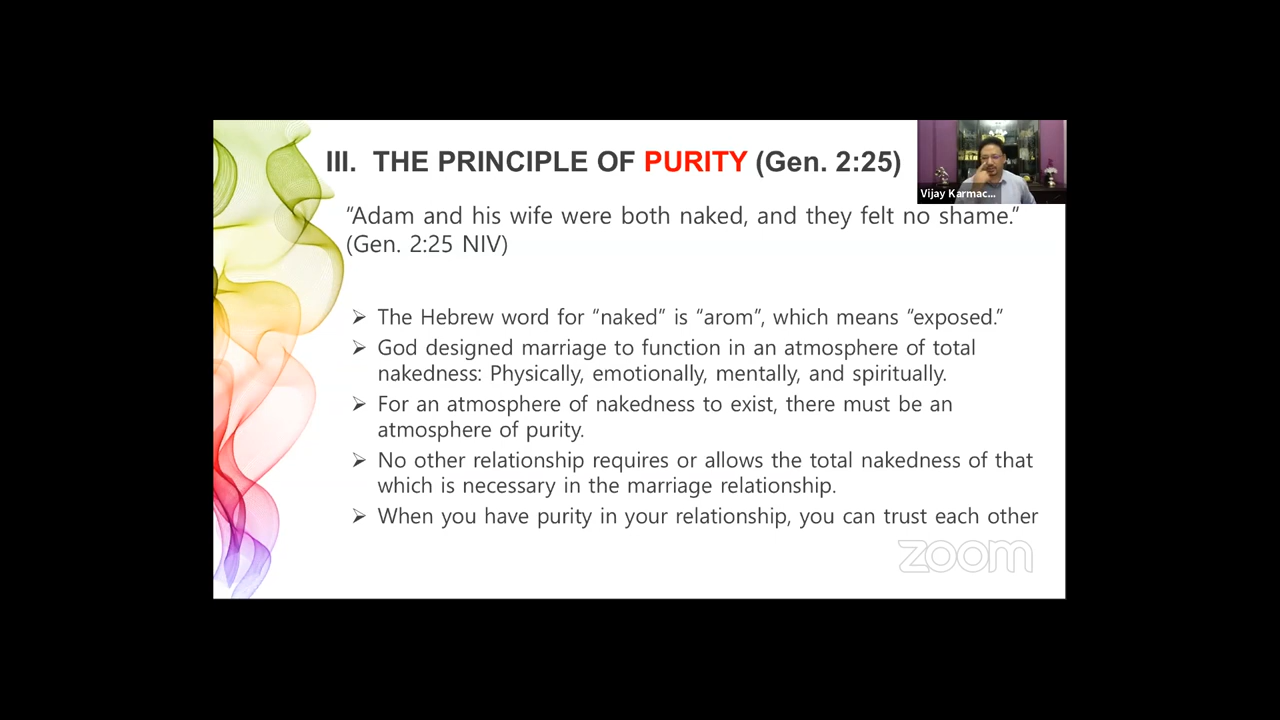 III. THE PRINCIPLE OF PURITY (Gen. 2:25)
Vijay Karmac...
“Adam and his wife were both naked, and they felt no shame.”
(Gen. 2:25 NIV)
➢ The Hebrew word for “naked” is “arom”, which means “exposed.”
➢ God designed marriage to function in an atmosphere of total
nakedness: Physically, emotionally, mentally, and spiritually.
➢ For an atmosphere of nakedness to exist, there must be an
atmosphere of purity.
➢ No other relationship requires or allows the total nakedness of that
which is necessary in the marriage relationship.
➢ When you have purity in your relationship, you can trust each other
zoom